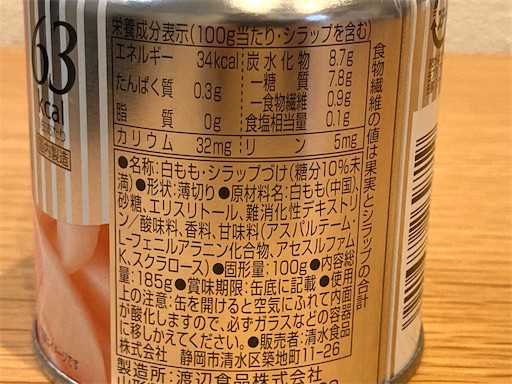 63
kcal
国内製造
栄養成分表示(100g当たり・シラップを含む)
エネルギー 34kcal 炭水化物 8.7g
たんぱく質 0.3g 一糖質 7.8g
一食物繊維 0.9g
脂質 0g 食塩相当量 0.1g
カリウム 32mg リン 5mg
食物繊維の値は果実とシラップの合計
●名称:白もも・シラップづけ(糖分10%未
満)●形状:薄切り●原材料名:白もも(中国)、
砂糖、エリスリトール、難消化性デキストリ
ン/酸味料、香料、甘味料(アスパルテーム・
L-フェニルアラニン化合物、アセスルファム
K、スクラロース)●固形量:100g●内容総
量:185g●賞味期限:缶底に記載●使用
上の注意:缶を開けると空気にふれて内面
が酸化しますので、必ずガラスなどの容器
に移しかえてください。●販売者:清水食品
株式会社 静岡市清水区築地町11-26
製造所:渡辺食品株式会社